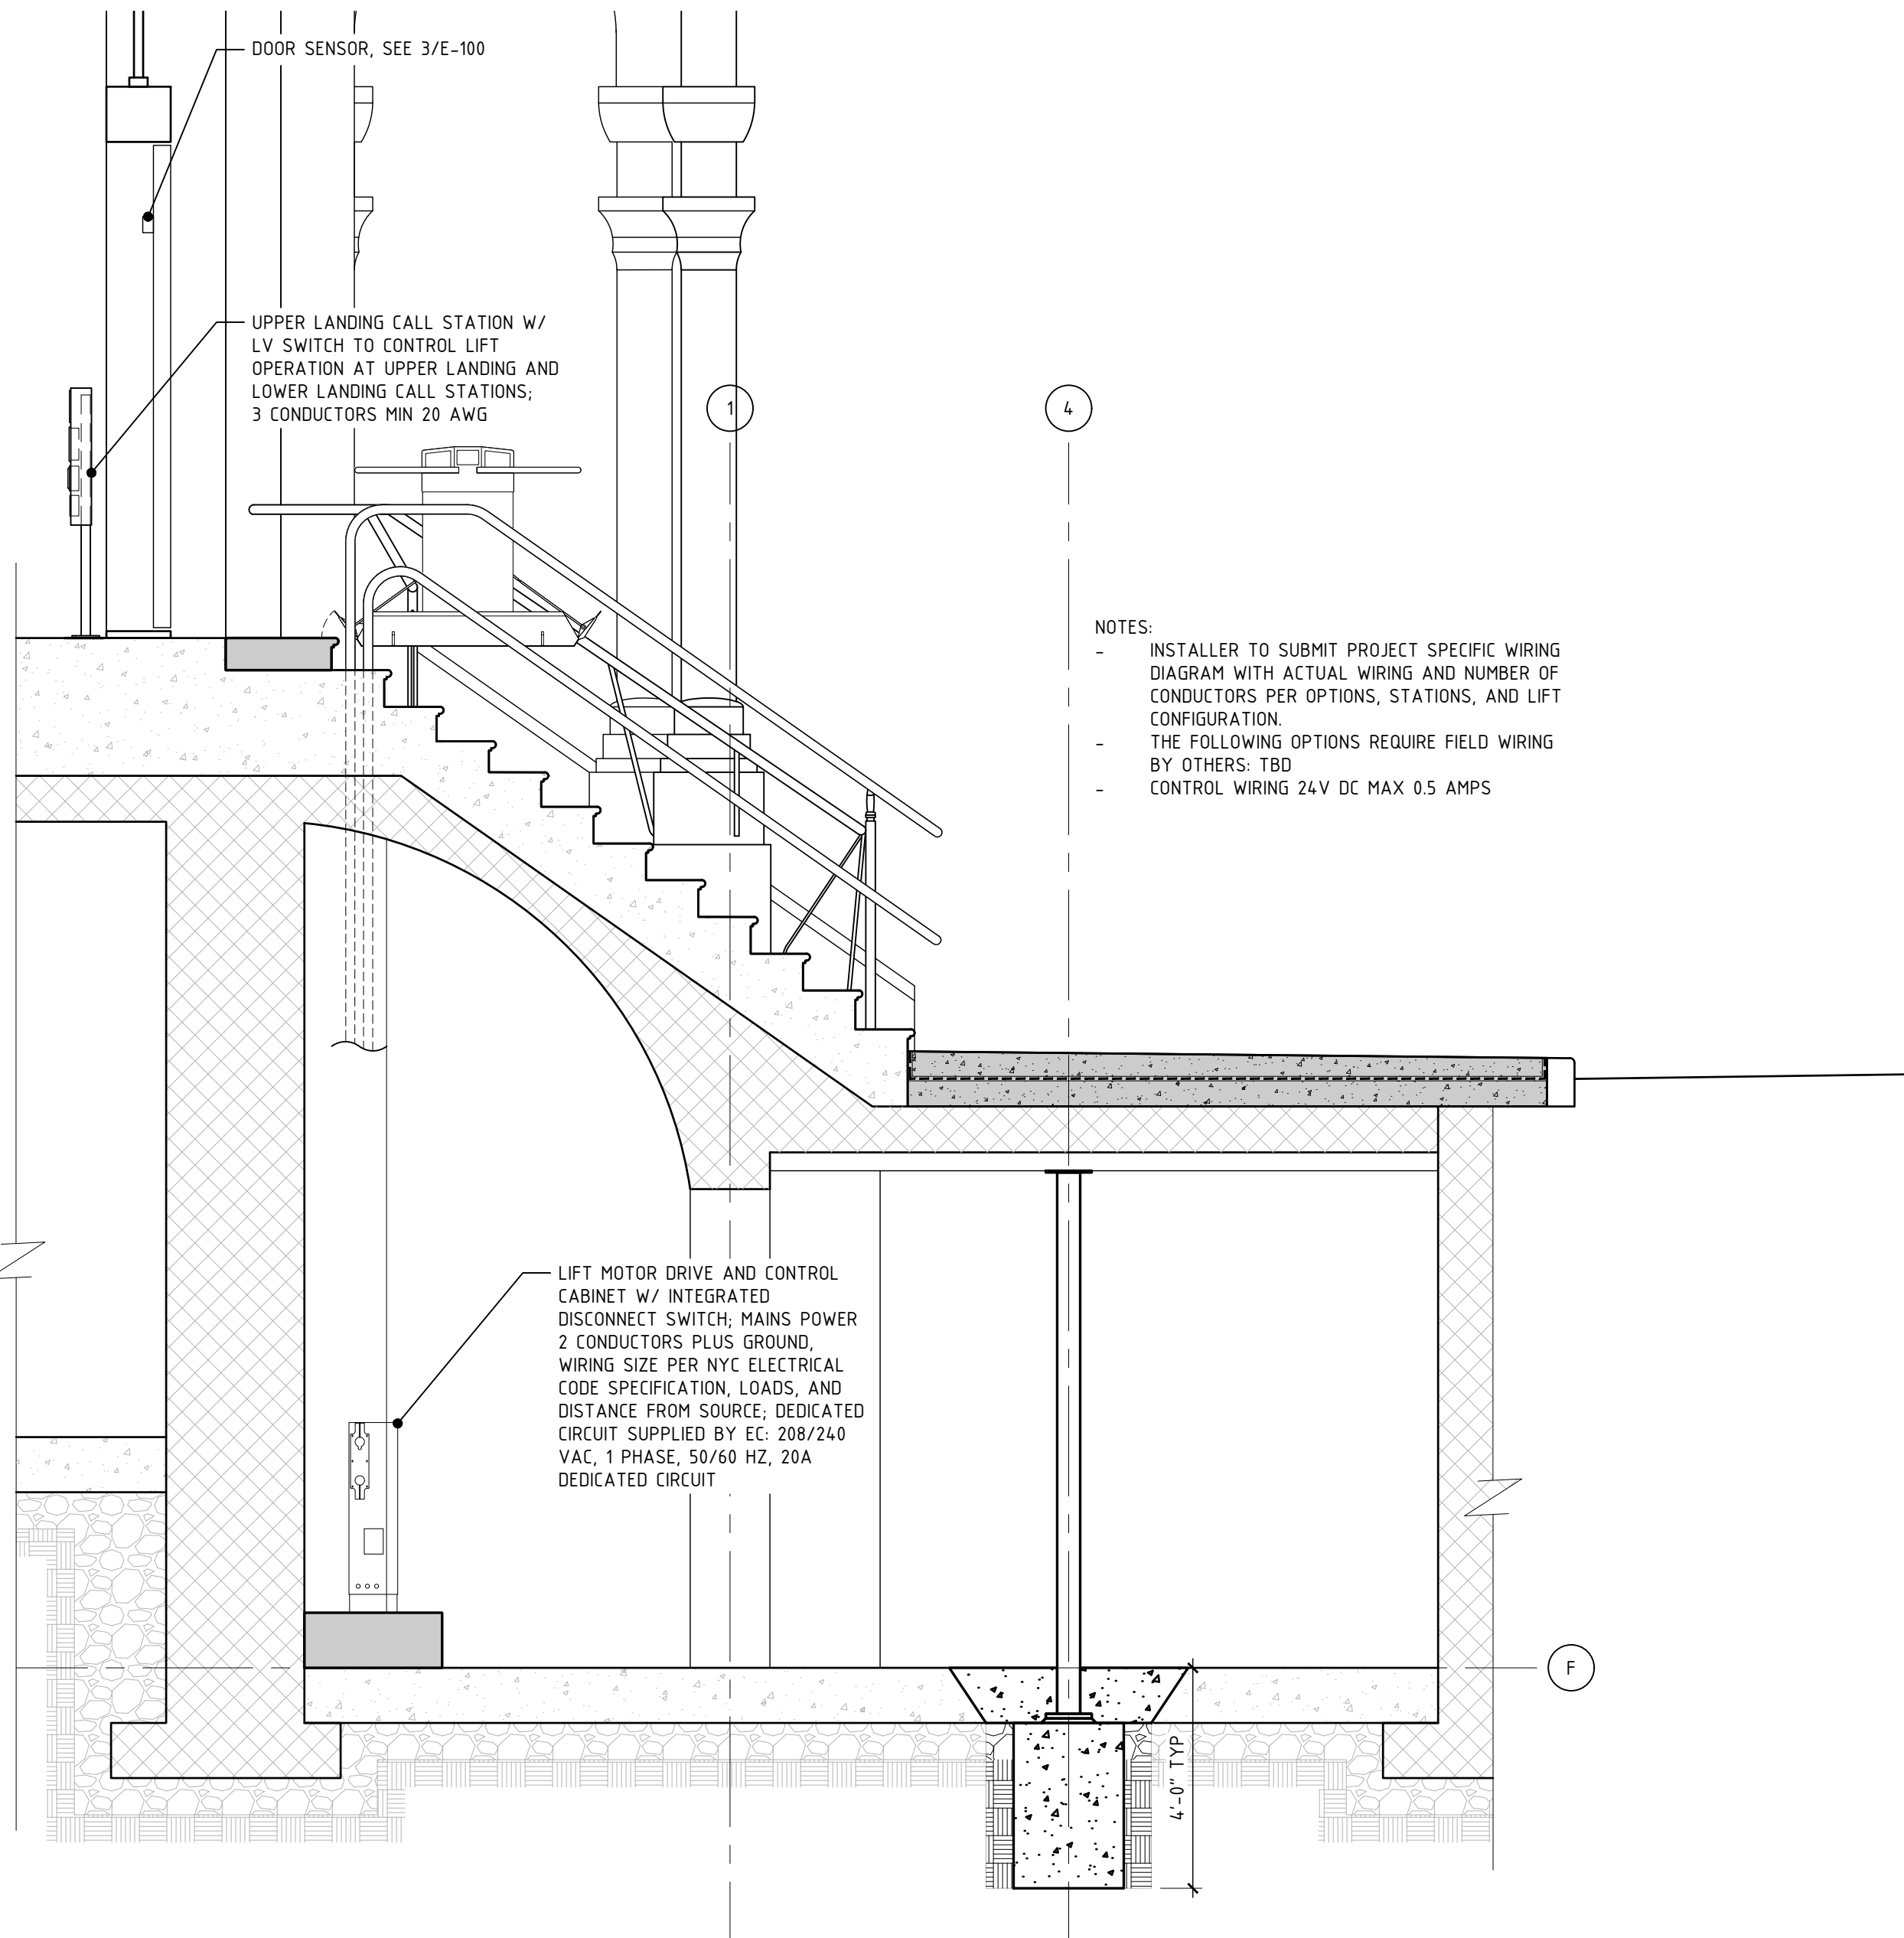 DOOR SENSOR, SEE 3/E-100
UPPER LANDING CALL STATION W/
LV SWITCH TO CONTROL LIFT
OPERATION AT UPPER LANDING AND
LOWER LANDING CALL STATIONS;
3 CONDUCTORS MIN 20 AWG
1
4
NOTES:
- INSTALLER TO SUBMIT PROJECT SPECIFIC WIRING
DIAGRAM WITH ACTUAL WIRING AND NUMBER OF
CONDUCTORS PER OPTIONS, STATIONS, AND LIFT
CONFIGURATION.
- THE FOLLOWING OPTIONS REQUIRE FIELD WIRING
BY OTHERS: TBD
- CONTROL WIRING 24V DC MAX 0.5 AMPS
LIFT MOTOR DRIVE AND CONTROL
CABINET W/ INTEGRATED
DISCONNECT SWITCH; MAINS POWER
2 CONDUCTORS PLUS GROUND,
WIRING SIZE PER NYC ELECTRICAL
CODE SPECIFICATION, LOADS, AND
DISTANCE FROM SOURCE; DEDICATED
CIRCUIT SUPPLIED BY EC: 208/240
VAC, 1 PHASE, 50/60 HZ, 20A
DEDICATED CIRCUIT
F
4'-0" TYP